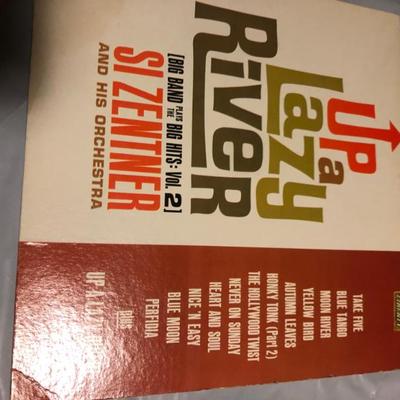 UP a
Lazy
River
[BIG BAND PLAYS THE BIG HITS: Vol. 2]
SI ZENTNER
AND HIS ORCHESTRA
TAKE FIVE
BLUE TANGO
MOON RIVER
YELLOW BIRD
AUTUMN LEAVES
HONKY TONK (Part 2)
THE HOLLYWOOD TWIST
NEVER ON SUNDAY
HEART AND SOUL
NICE 'N EASY
BLUE MOON
PERFIDIA
PLUS
UP A LAZY